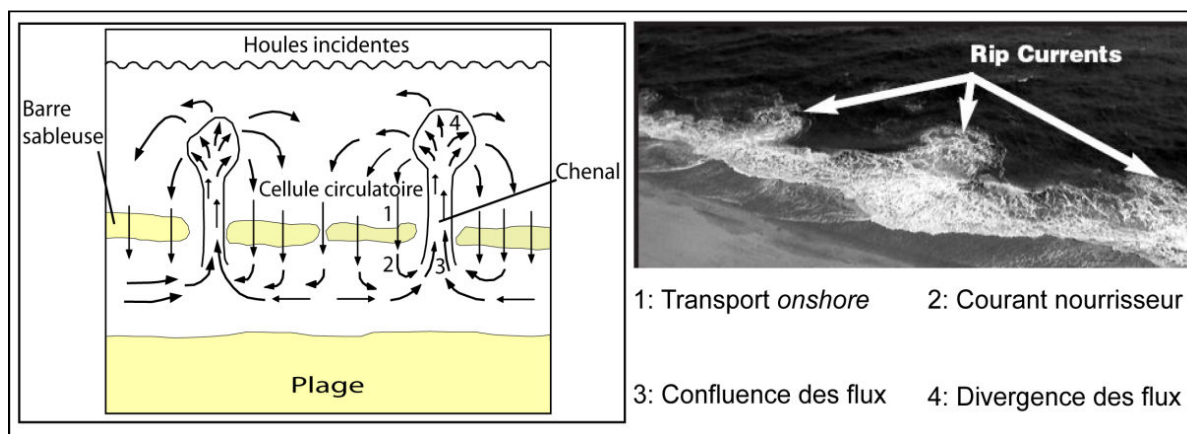 Houles incidentes
Barre
sableuse
4
Cellule circulatoire
Chenal
1
2
3
Plage
Rip Currents
1: Transport onshore
2: Courant nourrisseur
3: Confluence des flux
4: Divergence des flux